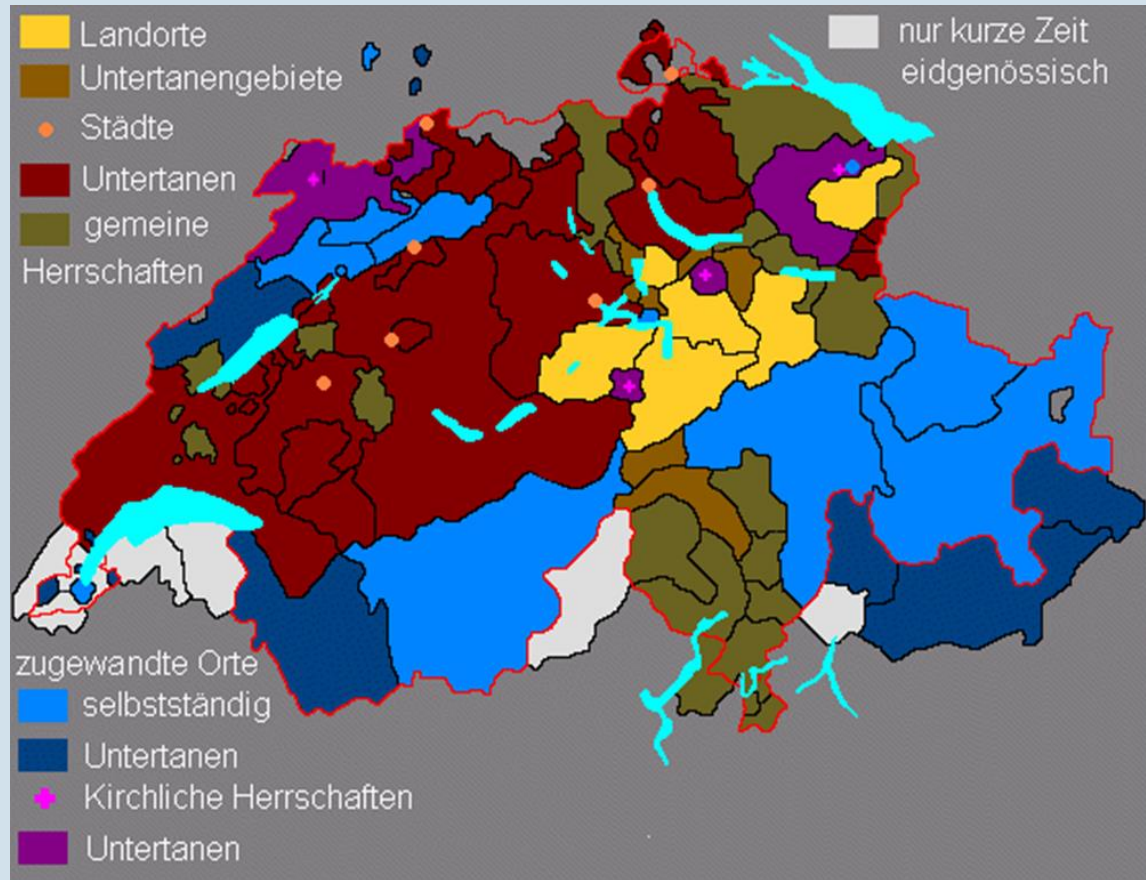 Landorte
Untertanengebiete
Städte
Untertanen
gemeine
Herrschaften
nur kurze Zeit
eidgenössisch
zugewandte Orte
selbstständig
Untertanen
Kirchliche Herrschaften
Untertanen